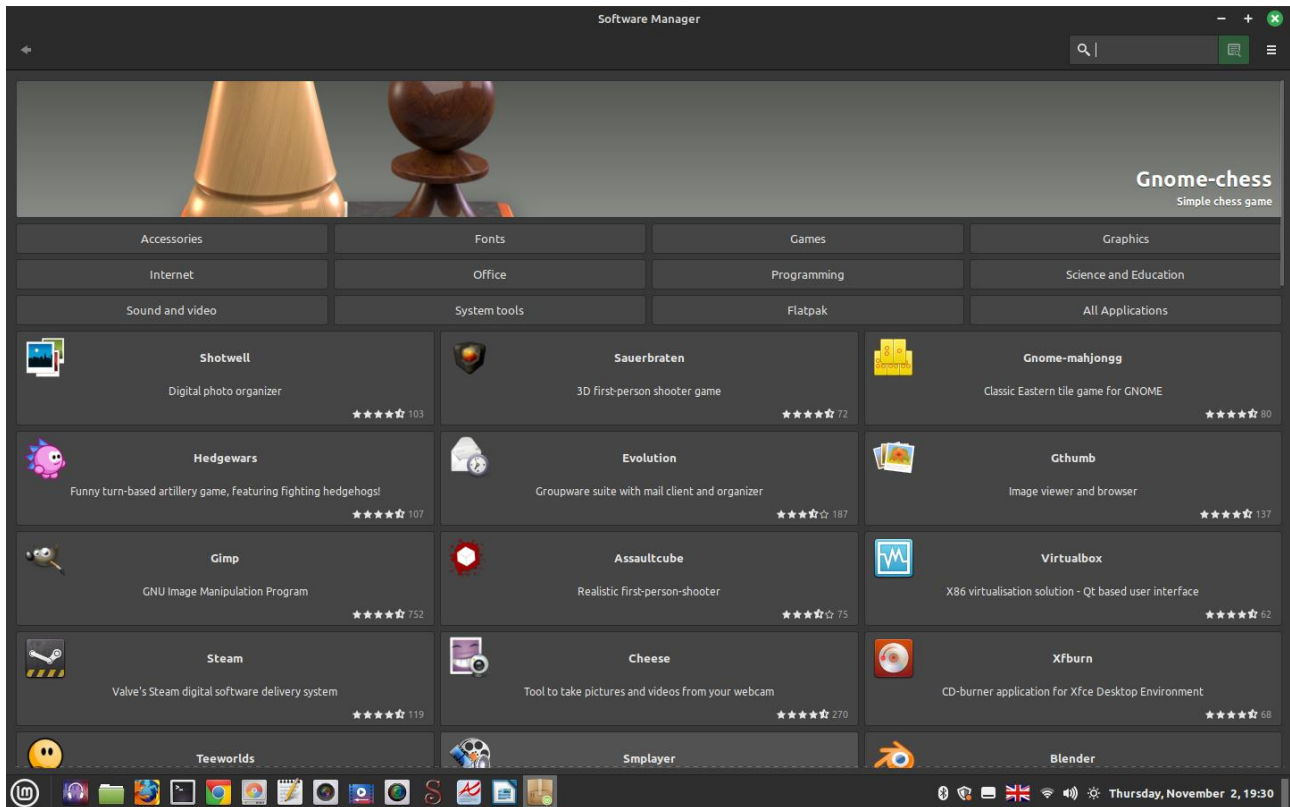 Software Manager
Gnome-chess
Simple chess game
Accessories
Fonts
Games
Graphics
Internet
Office
Programming
Science and Education
Sound and video
System tools
Flatpak
All Applications
Shotwell
Digital photo organizer
103
Sauerbraten
3D first-person shooter game
72
Gnome-mahjongg
Classic Eastern tile game for GNOME
80
Hedgewars
Funny turn-based artillery game, featuring fighting hedgehogs!
107
Evolution
Groupware suite with mail client and organizer
187
Gthumb
Image viewer and browser
137
Gimp
GNU Image Manipulation Program
752
Assaultcube
Realistic first-person-shooter
75
Virtualbox
X86 virtualisation solution - Qt based user interface
62
Steam
Valve's Steam digital software delivery system
119
Cheese
Tool to take pictures and videos from your webcam
270
Xfburn
CD-burner application for Xfce Desktop Environment
68
Teeworlds
Smplayer
Blender
Thursday, November 2, 19:30